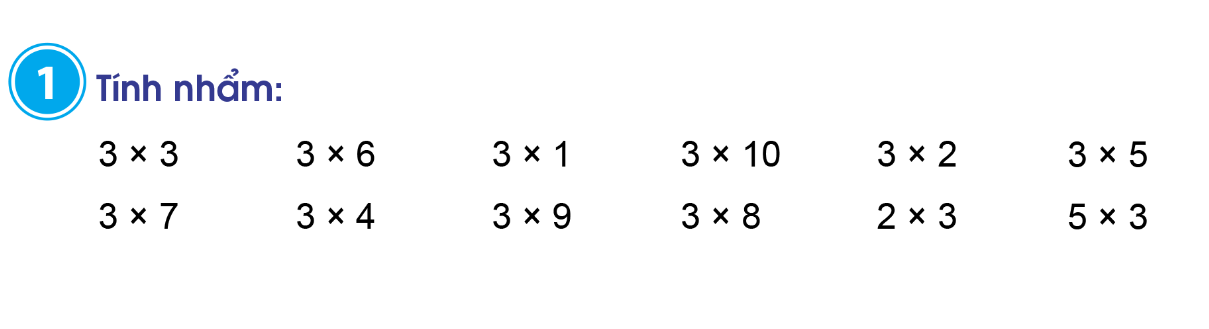 1 Tính nhẩm:
3 × 3 3 × 6 3 × 1 3 × 10 3 × 2 3 × 5
3 × 7 3 × 4 3 × 9 3 × 8 2 × 3 5 × 3